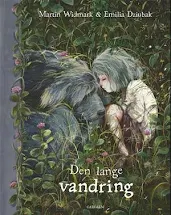 Martin Widmark & Emilia Dziubak
Den lange
vandring